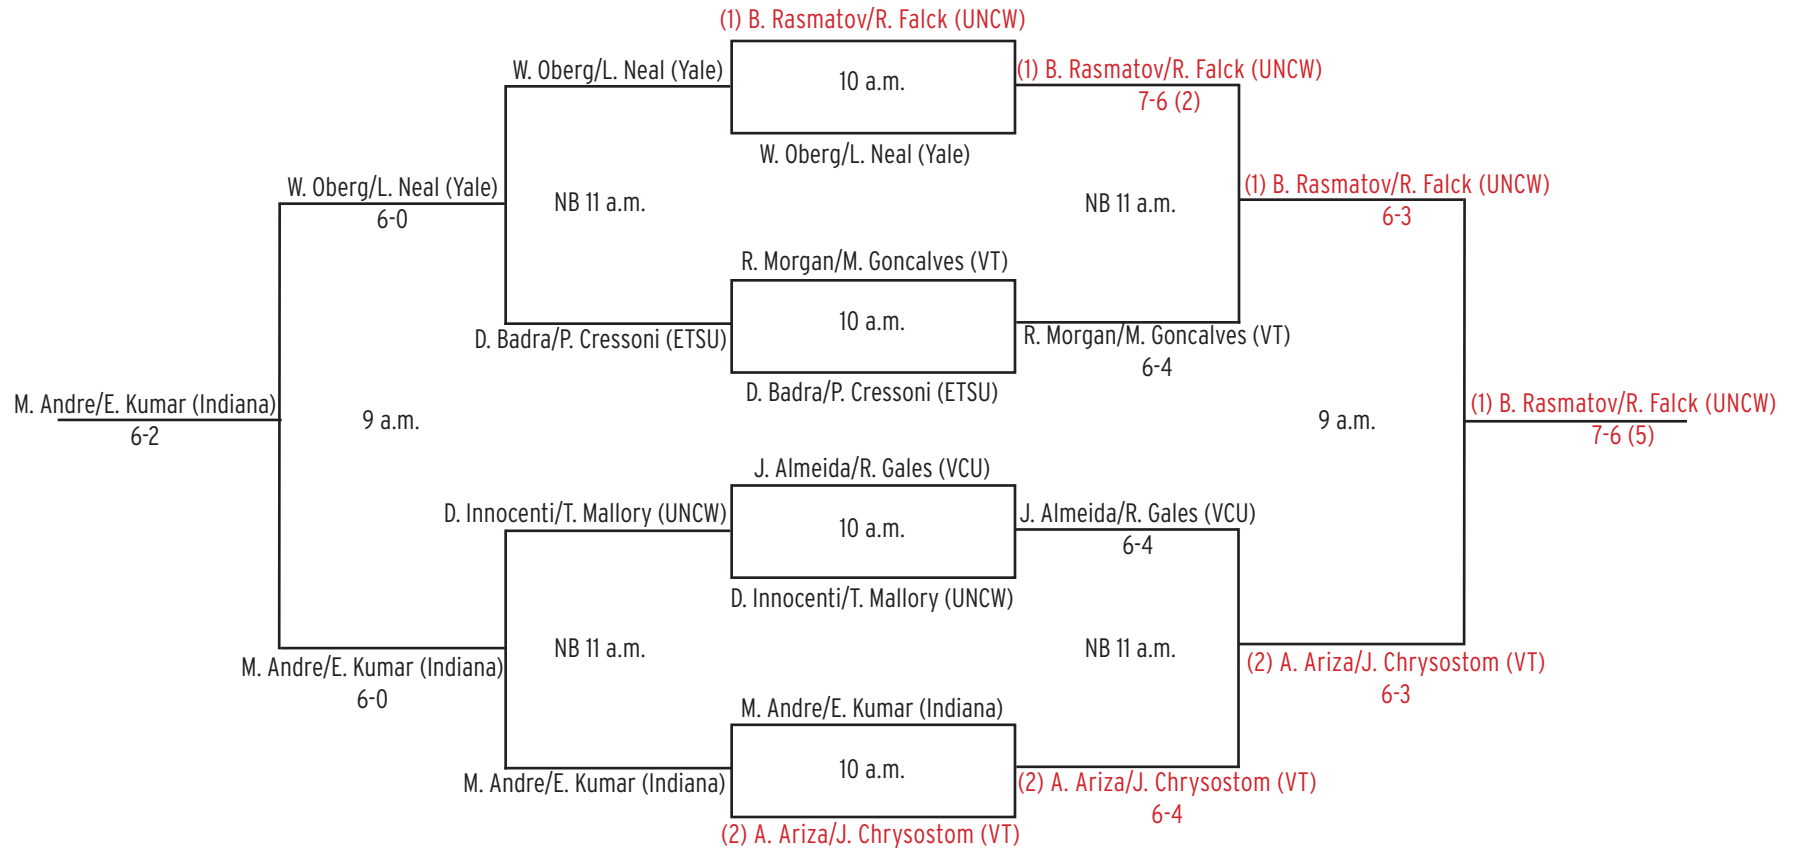 (1) B. Rasmatov/R. Falck (UNCW)
W. Oberg/L. Neal (Yale)
10 a.m.
(1) B. Rasmatov/R. Falck (UNCW)
7-6 (2)
W. Oberg/L. Neal (Yale)
W. Oberg/L. Neal (Yale)
6-0
NB 11 a.m.
NB 11 a.m.
(1) B. Rasmatov/R. Falck (UNCW)
6-3
R. Morgan/M. Goncalves (VT)
10 a.m.
D. Badra/P. Cressoni (ETSU)
R. Morgan/M. Goncalves (VT)
6-4
D. Badra/P. Cressoni (ETSU)
M. Andre/E. Kumar (Indiana)
6-2
9 a.m.
9 a.m.
(1) B. Rasmatov/R. Falck (UNCW)
7-6 (5)
J. Almeida/R. Gales (VCU)
D. Innocenti/T. Mallory (UNCW)
10 a.m.
J. Almeida/R. Gales (VCU)
6-4
D. Innocenti/T. Mallory (UNCW)
NB 11 a.m.
NB 11 a.m.
M. Andre/E. Kumar (Indiana)
6-0
(2) A. Ariza/J. Chrysostom (VT)
6-3
M. Andre/E. Kumar (Indiana)
10 a.m.
M. Andre/E. Kumar (Indiana)
(2) A. Ariza/J. Chrysostom (VT)
6-4
(2) A. Ariza/J. Chrysostom (VT)